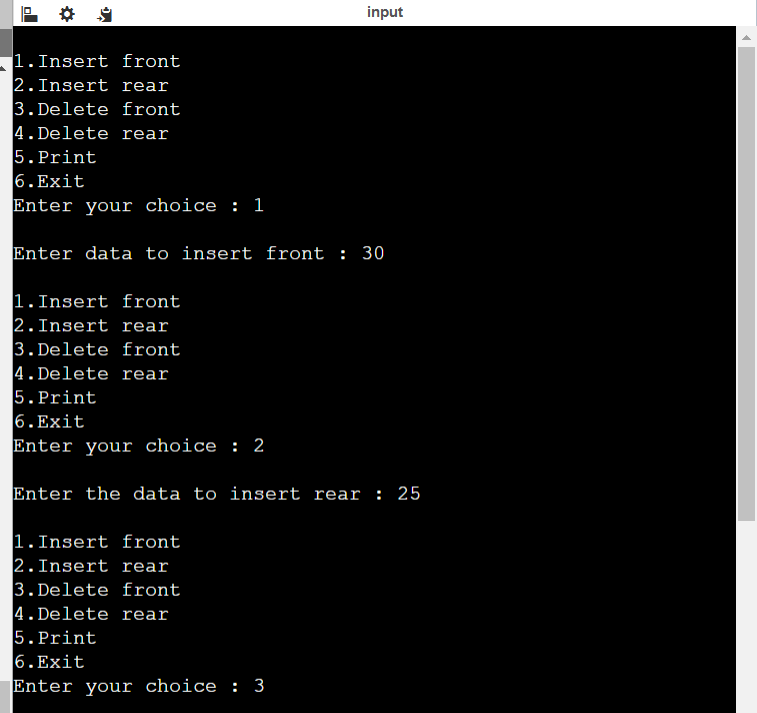 input
1.Insert front
2.Insert rear
3.Delete front
4.Delete rear
5.Print
6.Exit
Enter your choice : 1
Enter data to insert front : 30
1.Insert front
2.Insert rear
3.Delete front
4.Delete rear
5.Print
6.Exit
Enter your choice : 2
Enter the data to insert rear : 25
1.Insert front
2.Insert rear
3.Delete front
4.Delete rear
5.Print
6.Exit
Enter your choice : 3